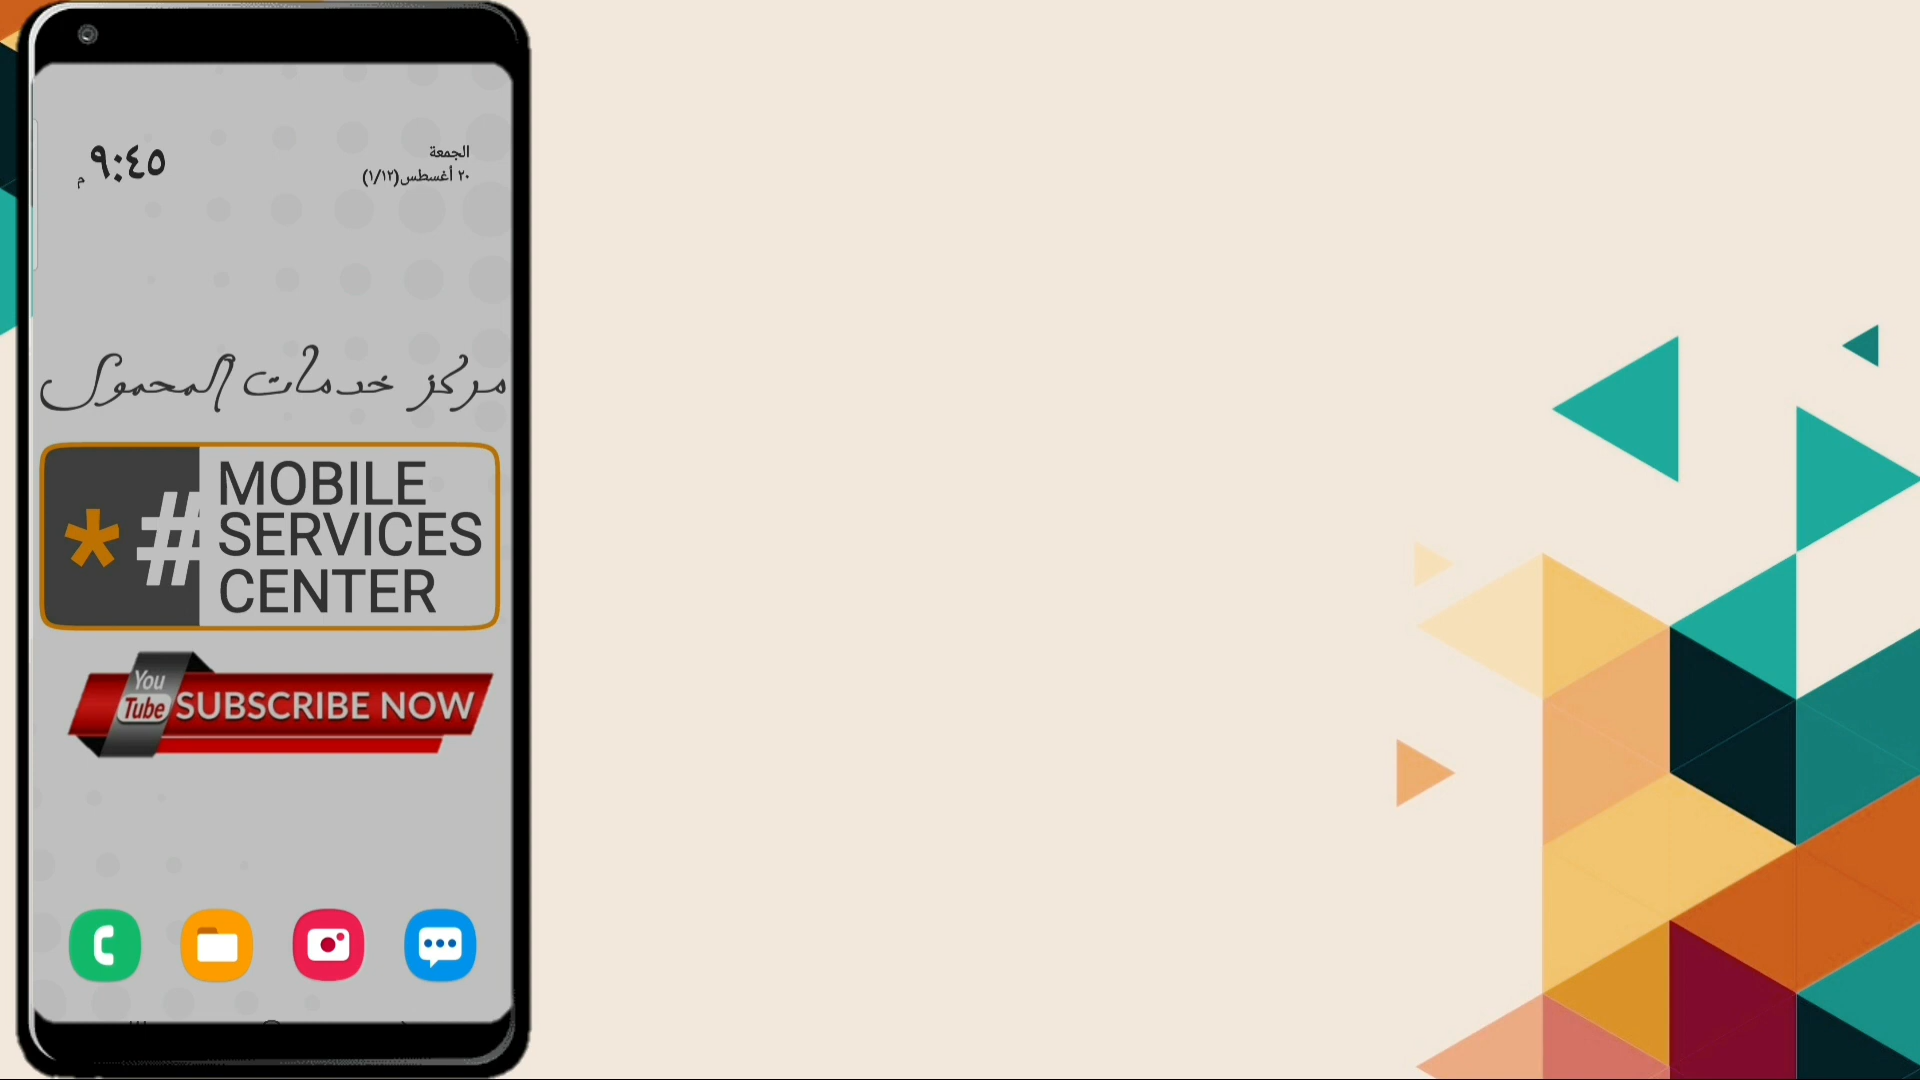 ٩:٤٥ م
الجمعة
٢٠ أغسطس(١/١٢)
مركز خدمات المحمول
*# MOBILE
SERVICES
CENTER
You
Tube SUBSCRIBE NOW